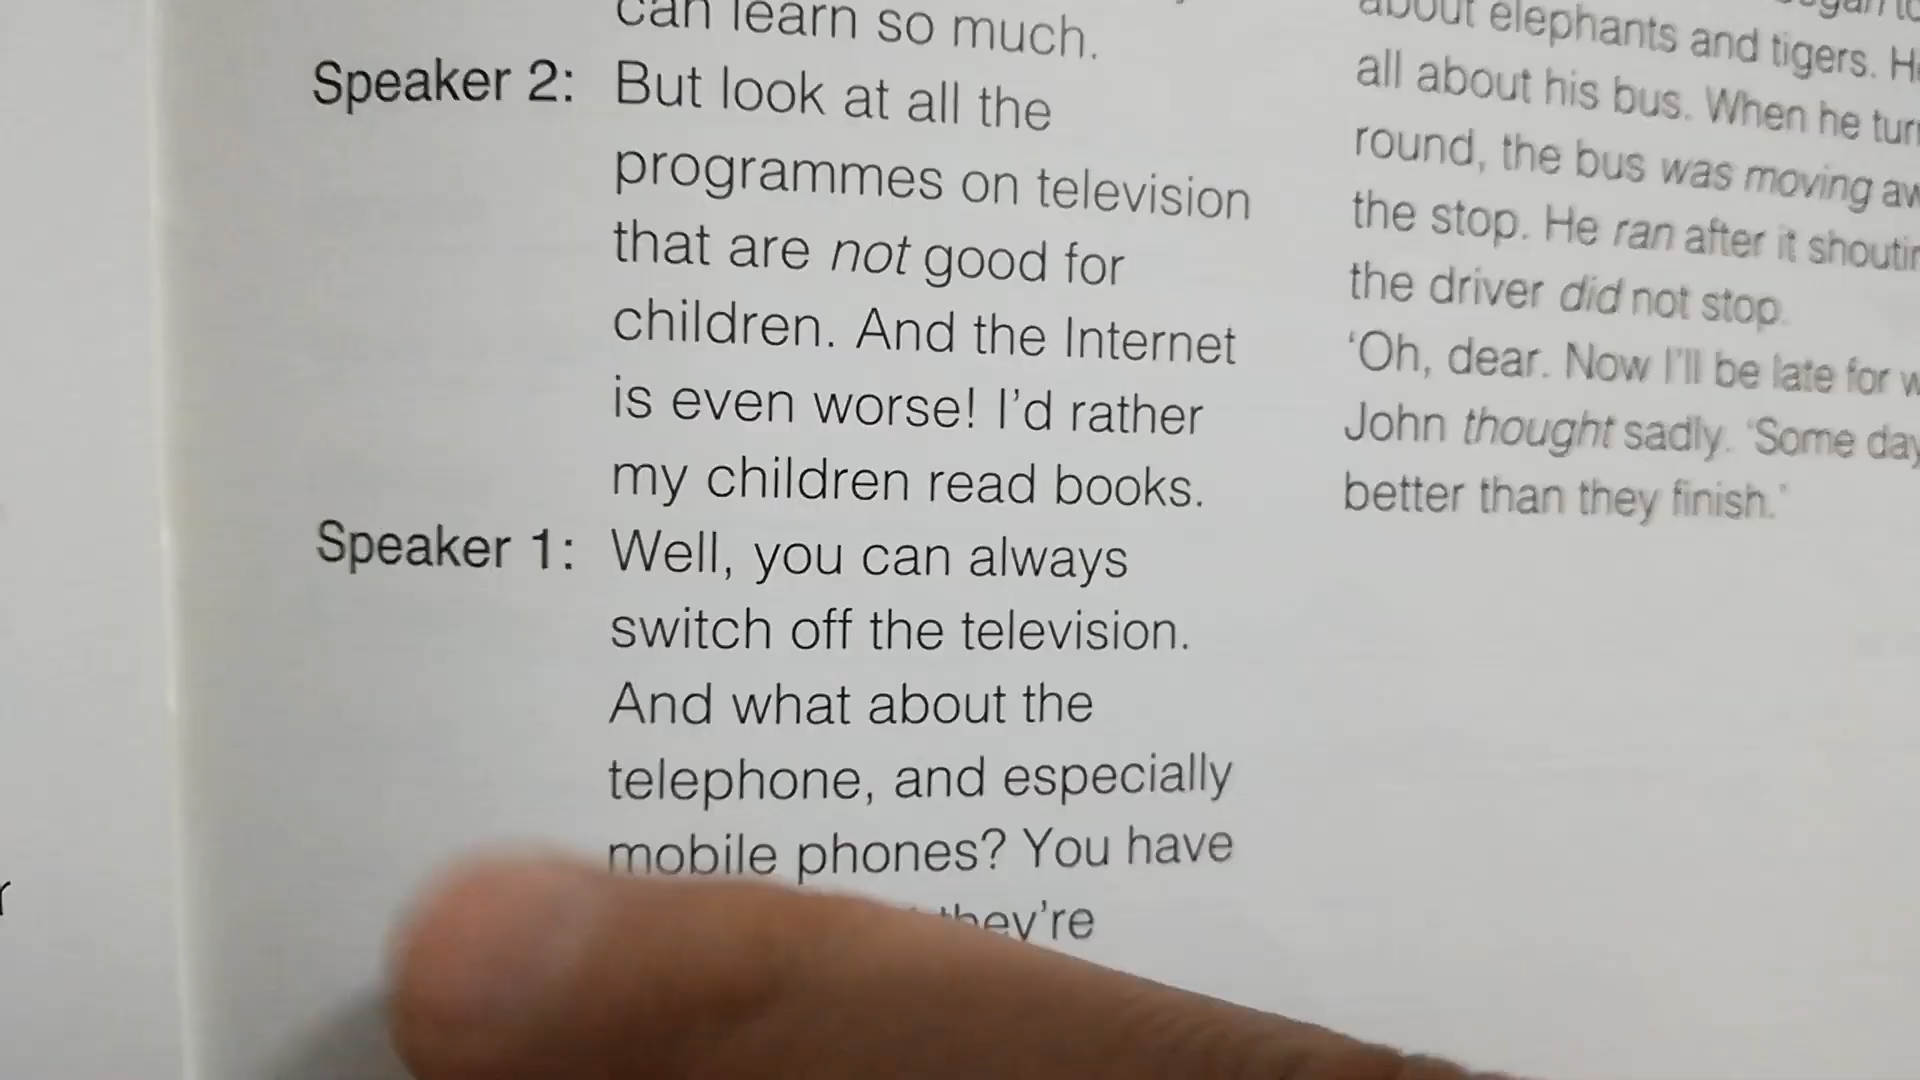 can learn so much.
Speaker 2: But look at all the
programmes on television
that are not good for
children. And the Internet
is even worse! I'd rather
my children read books.
Speaker 1: Well, you can always
switch off the television.
And what about the
telephone, and especially
mobile phones? You have
they're
about elephants and tigers.
all about his bus. When he
round, the bus was moving
the stop. He ran after it
the driver did not stop.
'Oh, dear. Now I'll be late for
John thought sadly. 'Some
better than they finish.'